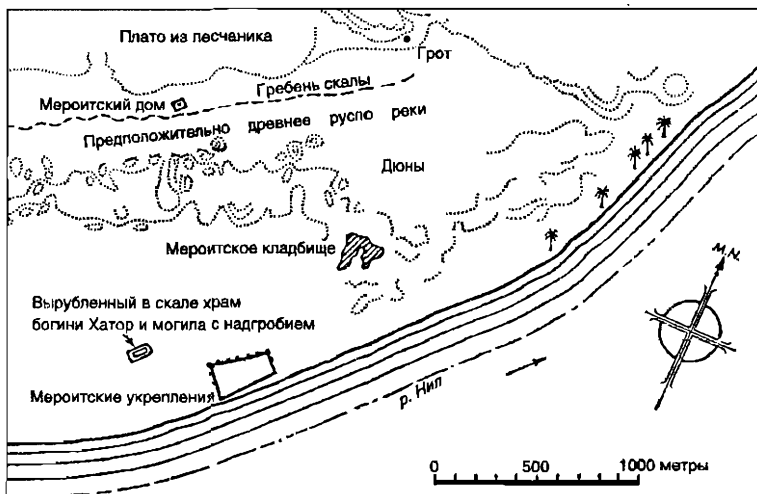 Плато из песчаника
Грот
Гребень скалы
Мероитский дом
Предположительно древнее русло реки
Дюны
Мероитское кладбище
Вырубленный в скале храм
богини Хатор и могила с надгробием
Мероитские укрепления
M.N.
р. Нил
0 500 1000 метры